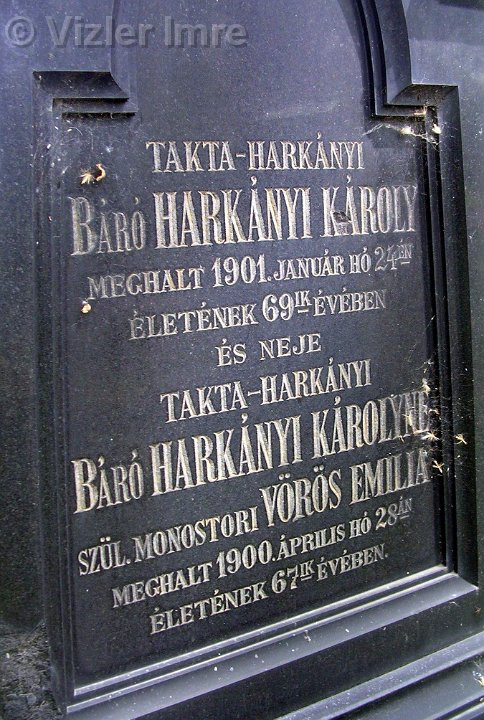 © Vizler Imre
TAKTA-HARKÁNYI
BÁRÓ HARKÁNYI KÁROLY
MEGHALT 1901. JANUÁR HÓ 24ÉN
ÉLETÉNEK 69IK ÉVÉBEN
ÉS NEJE
TAKTA-HARKÁNYI
BÁRÓ HARKÁNYI KÁROLYNÉ
SZÜL. MONOSTORI VÖRÖS EMILIA
MEGHALT 1900. ÁPRILIS HÓ 28ÁN
ÉLETÉNEK 67IK ÉVÉBEN.